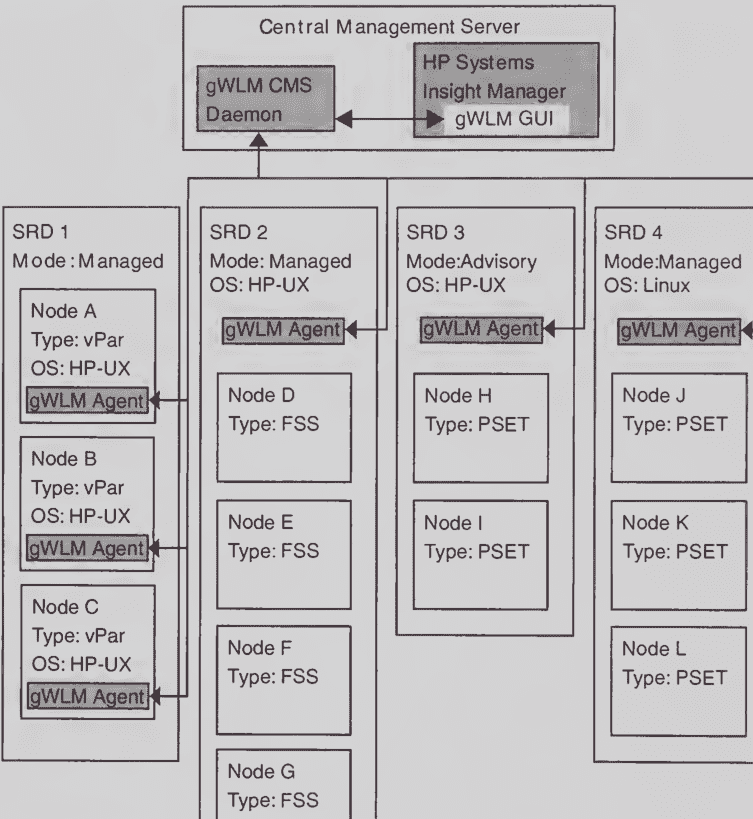 Central Management Server
gWLM CMS
Daemon
HP Systems
Insight Manager
gWLM GUI
SRD 1
Mode: Managed
Node A
Type: vPar
OS: HP-UX
gWLM Agent
Node B
Type: vPar
OS: HP-UX
gWLM Agent
Node C
Type: vPar
OS: HP-UX
gWLM Agent
SRD 2
Mode: Managed
OS: HP-UX
gWLM Agent
Node D
Type: FSS
Node E
Type: FSS
Node F
Type: FSS
Node G
Type: FSS
SRD 3
Mode:Advisory
OS: HP-UX
gWLM Agent
Node H
Type: PSET
Node I
Type: PSET
SRD 4
Mode:Managed
OS: Linux
gWLM Agent
Node J
Type: PSET
Node K
Type: PSET
Node L
Type: PSET